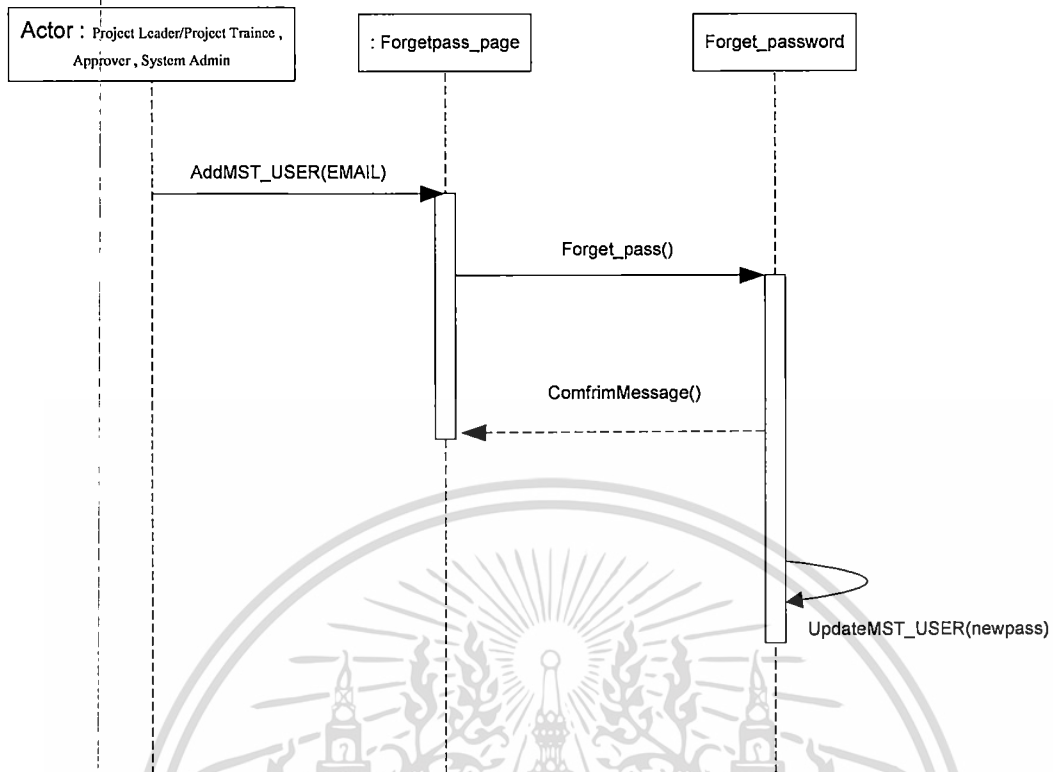 Actor : Project Leader/Project Trainee ,
Approver , System Admin
: Forgetpass_page
Forget_password
AddMST_USER(EMAIL)
Forget_pass()
ComfrimMessage()
UpdateMST_USER(newpass)